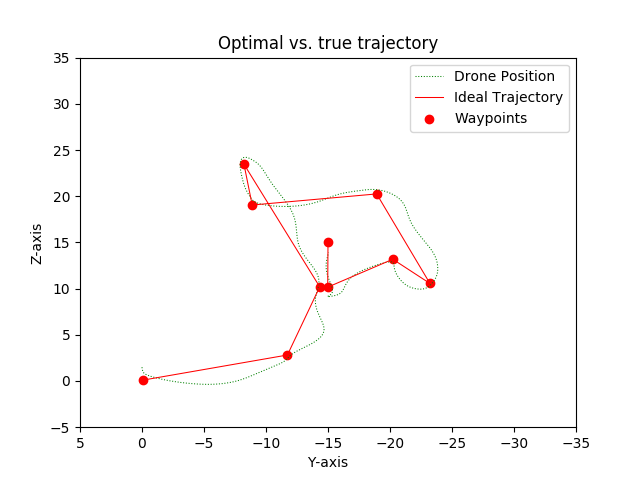 Optimal vs. true trajectory
Drone Position
Ideal Trajectory
Waypoints
35
30
25
20
15
10
5
0
−5
Z-axis
5 0 −5 −10 −15 −20 −25 −30 −35
Y-axis